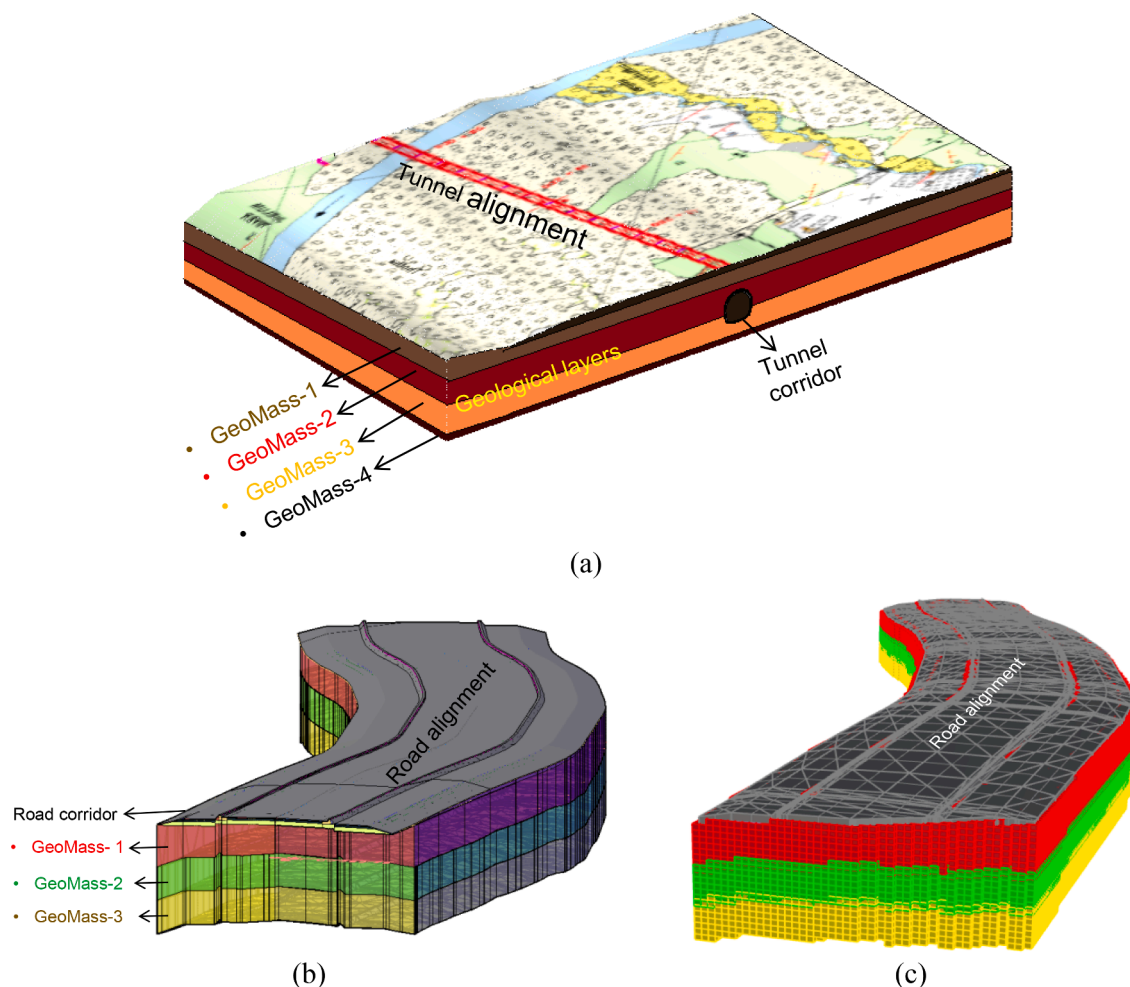 Tunnel alignment
Geological layers
Tunnel
corridor
• GeoMass-1
• GeoMass-2
• GeoMass-3
• GeoMass-4
(a)
Road alignment
Road corridor
• GeoMass- 1
• GeoMass-2
• GeoMass-3
(b)
Road alignment
(c)